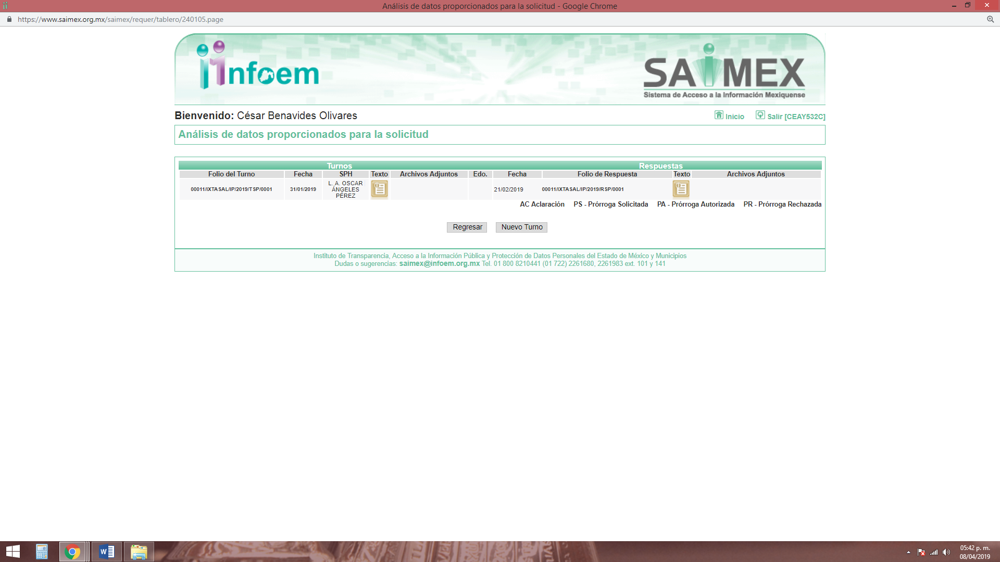 Análisis de datos proporcionados para la solicitud - Google Chrome
https://www.saimex.org.mx/saimex/requer/tablero/240105.page
infoem
SAIMEX
Sistema de Acceso a la Información Mexiquense
Bienvenido: César Benavides Olivares
Inicio Salir [CEAY532C]
Análisis de datos proporcionados para la solicitud
Turnos Respuestas
Folio del Turno Fecha SPH Texto Archivos Adjuntos Edo. Fecha Folio de Respuesta Texto Archivos Adjuntos
00011/IXTASAL/IP/2019/TSP/0001 31/01/2019 L. A. OSCAR ÁNGELES PÉREZ 21/02/2019 00011/IXTASAL/IP/2019/RSP/0001
AC Aclaración PS - Prórroga Solicitada PA - Prórroga Autorizada PR - Prórroga Rechazada
Regresar Nuevo Turno
Instituto de Transparencia, Acceso a la Información Pública y Protección de Datos Personales del Estado de México y Municipios
Dudas o sugerencias: saimex@infoem.org.mx Tel. 01 800 8210441 (01 722) 2261680, 2261983 ext. 101 y 141
05:42 p. m.
08/04/2019